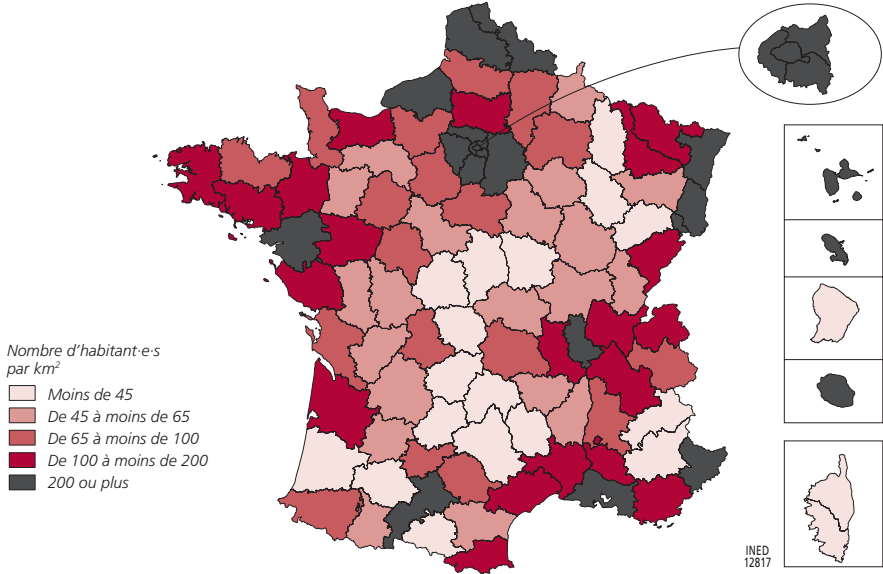 Nombre d'habitant·e·s
par km²
Moins de 45
De 45 à moins de 65
De 65 à moins de 100
De 100 à moins de 200
200 ou plus
INED
12817